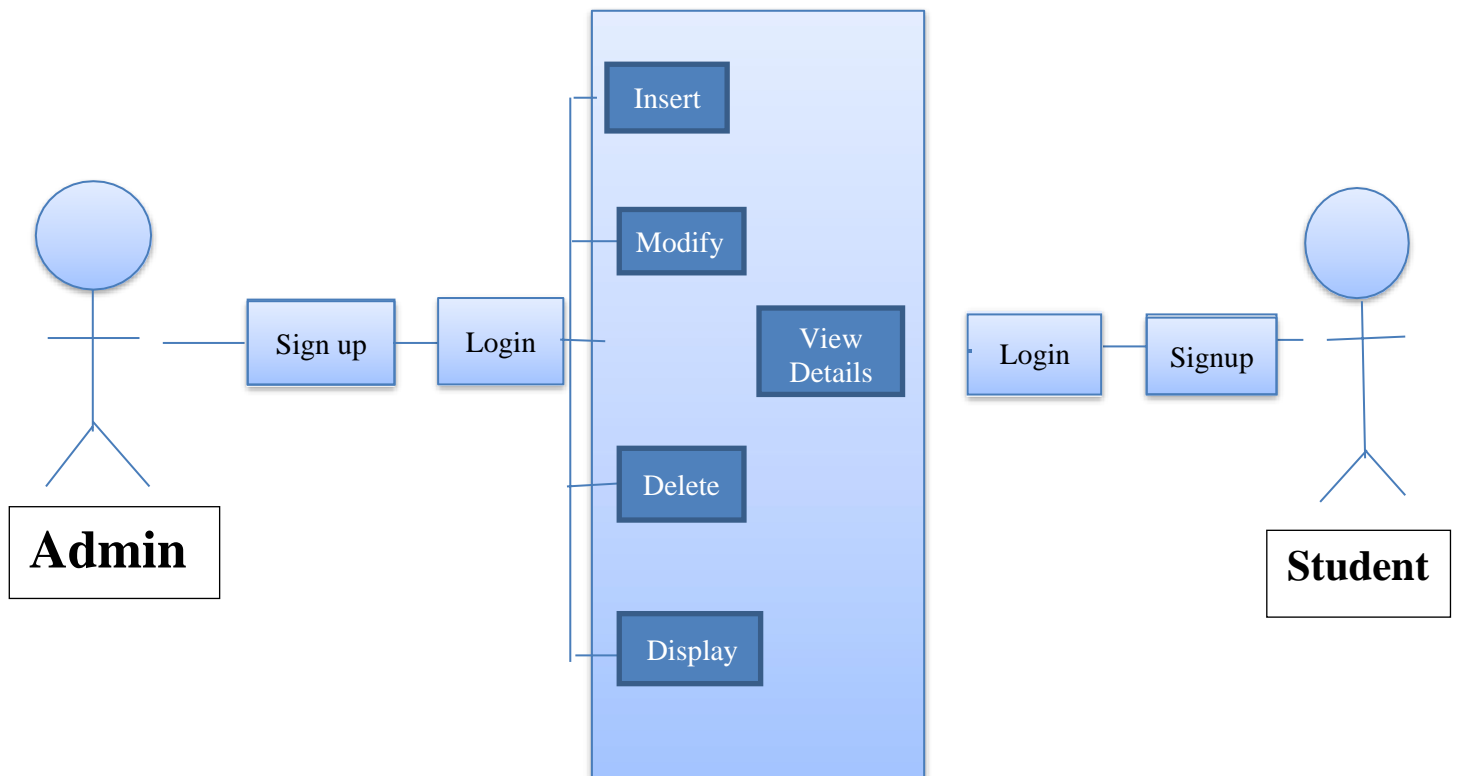 Insert
Modify
Sign up
Login
View
Details
Login
Signup
Delete
Admin
Student
Display